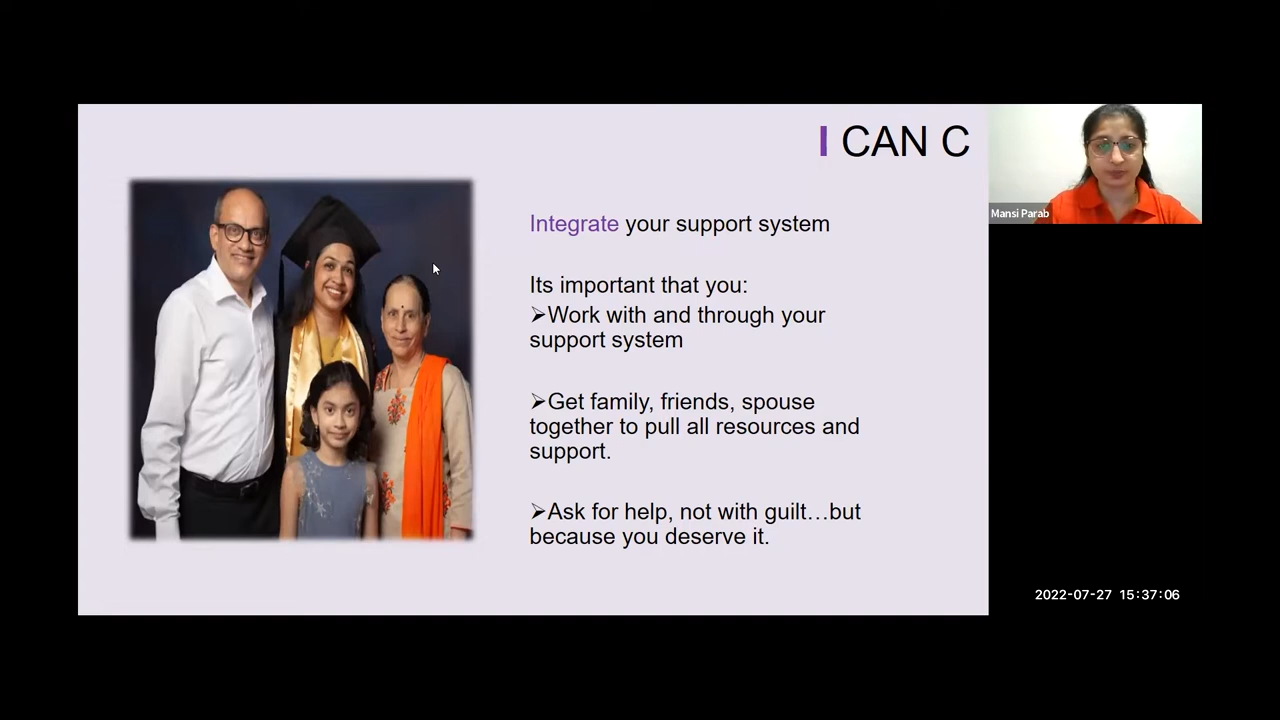 I CAN C
Mansi Parab
Integrate your support system
Its important that you:
➢Work with and through your
support system
➢Get family, friends, spouse
together to pull all resources and
support.
➢Ask for help, not with guilt…but
because you deserve it.
2022-07-27 15:37:06